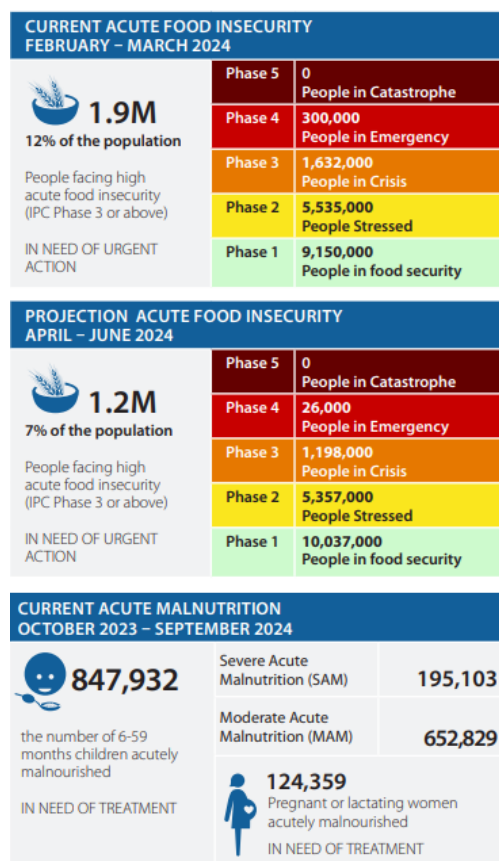 CURRENT ACUTE FOOD INSECURITY
FEBRUARY – MARCH 2024
1.9M
12% of the population
People facing high
acute food insecurity
(IPC Phase 3 or above)
IN NEED OF URGENT
ACTION
Phase 5 0
People in Catastrophe
Phase 4 300,000
People in Emergency
Phase 3 1,632,000
People in Crisis
Phase 2 5,535,000
People Stressed
Phase 1 9,150,000
People in food security
PROJECTION ACUTE FOOD INSECURITY
APRIL – JUNE 2024
1.2M
7% of the population
People facing high
acute food insecurity
(IPC Phase 3 or above)
IN NEED OF URGENT
ACTION
Phase 5 0
People in Catastrophe
Phase 4 26,000
People in Emergency
Phase 3 1,198,000
People in Crisis
Phase 2 5,357,000
People Stressed
Phase 1 10,037,000
People in food security
CURRENT ACUTE MALNUTRITION
OCTOBER 2023 – SEPTEMBER 2024
847,932
the number of 6-59
months children acutely
malnourished
IN NEED OF TREATMENT
Severe Acute
Malnutrition (SAM) 195,103
Moderate Acute
Malnutrition (MAM) 652,829
124,359
Pregnant or lactating women
acutely malnourished
IN NEED OF TREATMENT